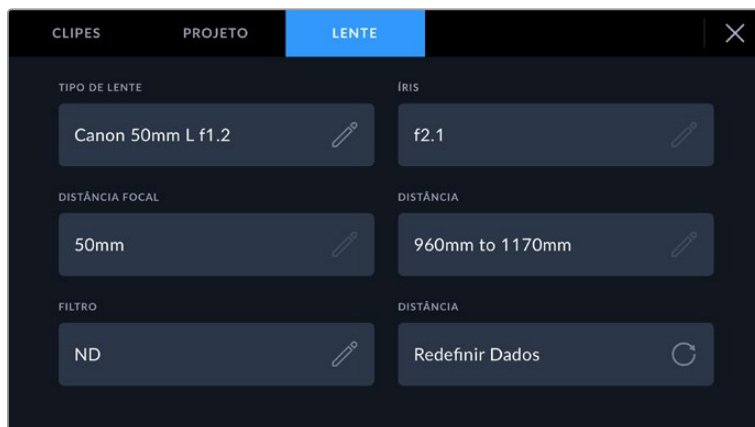 CLIPES PROJETO LENTE
TIPO DE LENTE ÍRIS
Canon 50mm L f1.2 f2.1
DISTÂNCIA FOCAL DISTÂNCIA
50mm 960mm to 1170mm
FILTRO DISTÂNCIA
ND Redefinir Dados